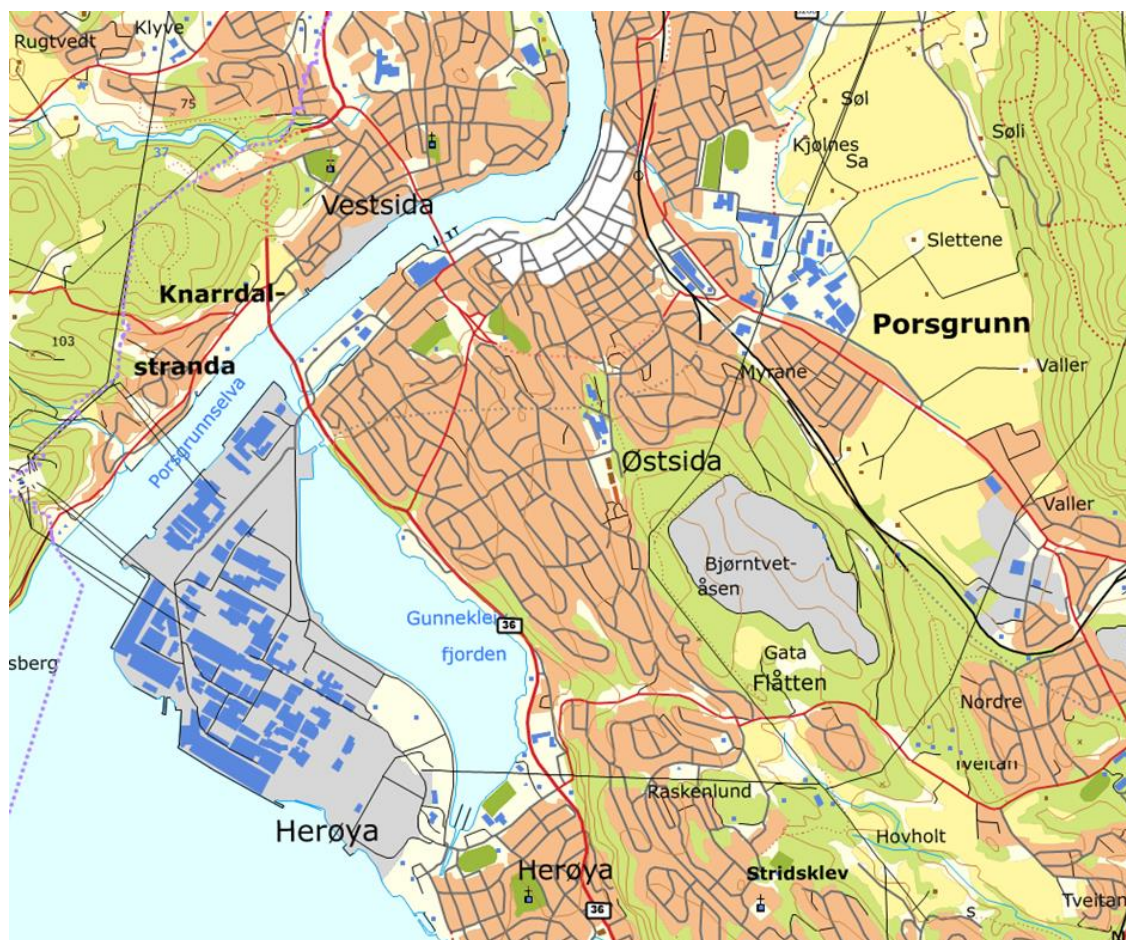 Klyve
Rugtvedt
75
37
Søl
Kjølnes
Sa
Søli
Vestsida
Slettene
Knarrdal-
stranda
103
Porsgrunn
Valler
Myrane
Porsgrunnselva
Østsida
Valler
Bjørntvet-
åsen
Gunnekleiv
fjorden
36
sberg
Gata
Flåtten
Nordre
Tveitan
Raskenlund
Herøya
Hovholt
Herøya
Stridsklev
36
Tveitan
S
M